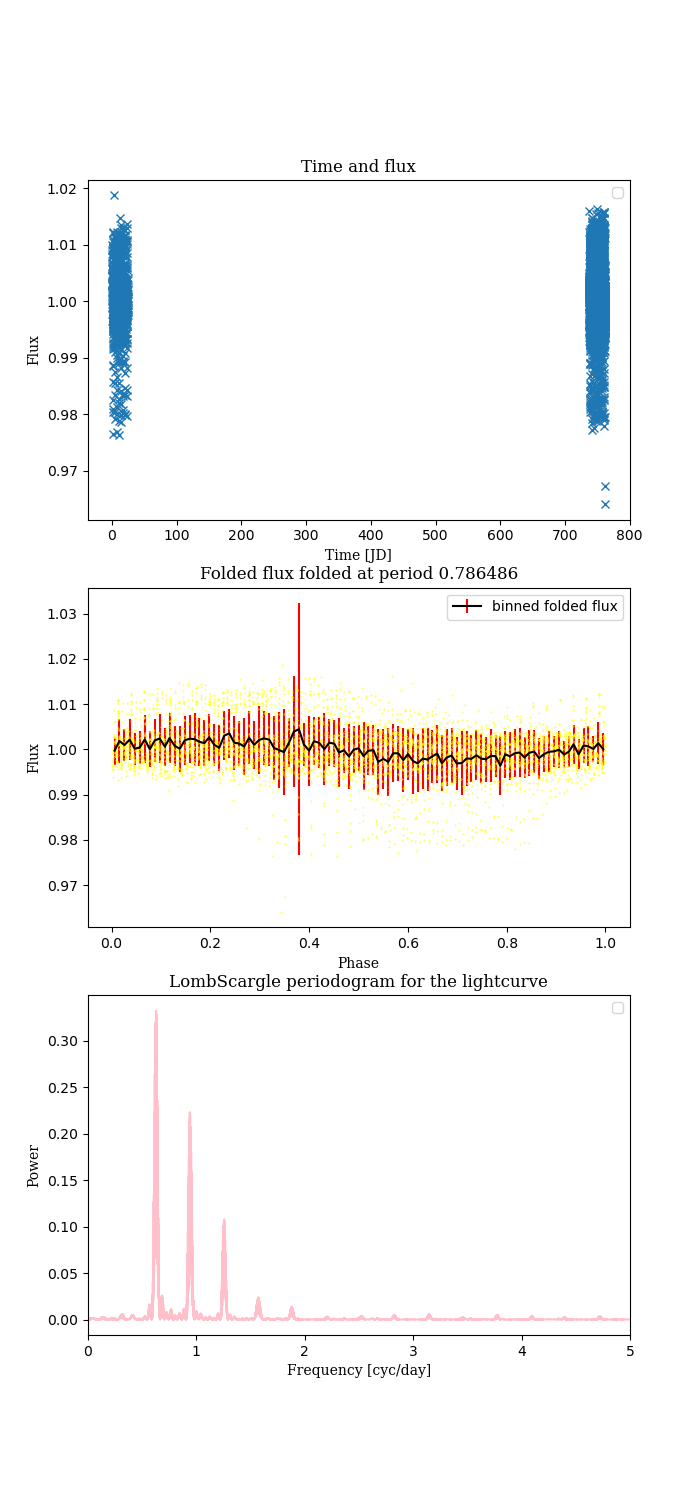 Time and flux
1.02
1.01
1.00
0.99
0.98
0.97
Flux
0 100 200 300 400 500 600 700 800
Time [JD]
Folded flux folded at period 0.786486
binned folded flux
1.03
1.02
1.01
1.00
0.99
0.98
0.97
Flux
0.0 0.2 0.4 0.6 0.8 1.0
Phase
LombScargle periodogram for the lightcurve
0.30
0.25
0.20
0.15
0.10
0.05
0.00
Power
0 1 2 3 4 5
Frequency [cyc/day]